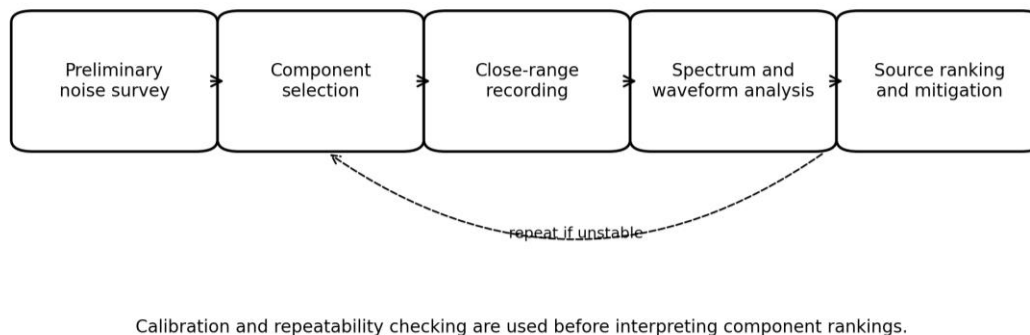 Preliminary
noise survey
Component
selection
Close-range
recording
Spectrum and
waveform analysis
Source ranking
and mitigation
repeat if unstable
Calibration and repeatability checking are used before interpreting component rankings.